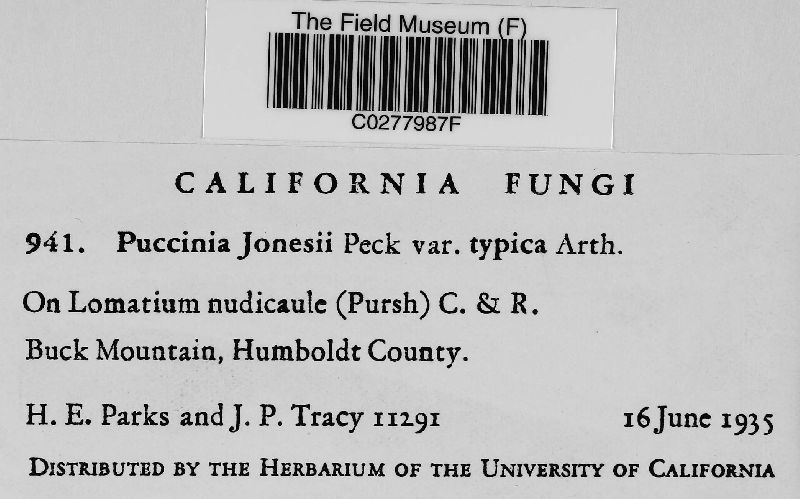 The Field Museum (F)
C0277987F
CALIFORNIA FUNGI
941. Puccinia Jonesii Peck var. typica Arth.
On Lomatium nudicaule (Pursh) C. & R.
Buck Mountain, Humboldt County.
H. E. Parks and J. P. Tracy 11291 16 June 1935
DISTRIBUTED BY THE HERBARIUM OF THE UNIVERSITY OF CALIFORNIA